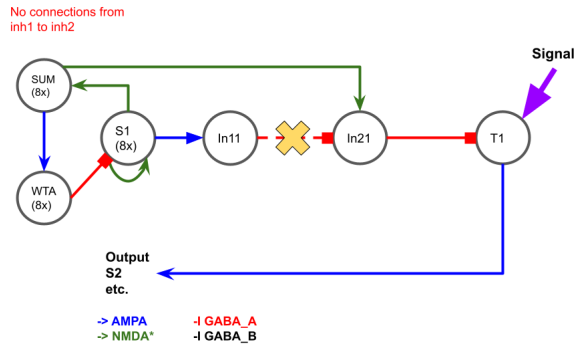 No connections from
inh1 to inh2
Signal
SUM
(8x)
S1
(8x)
In11
In21
T1
WTA
(8x)
Output
S2
etc.
-> AMPA -I GABA_A
-> NMDA* -I GABA_B